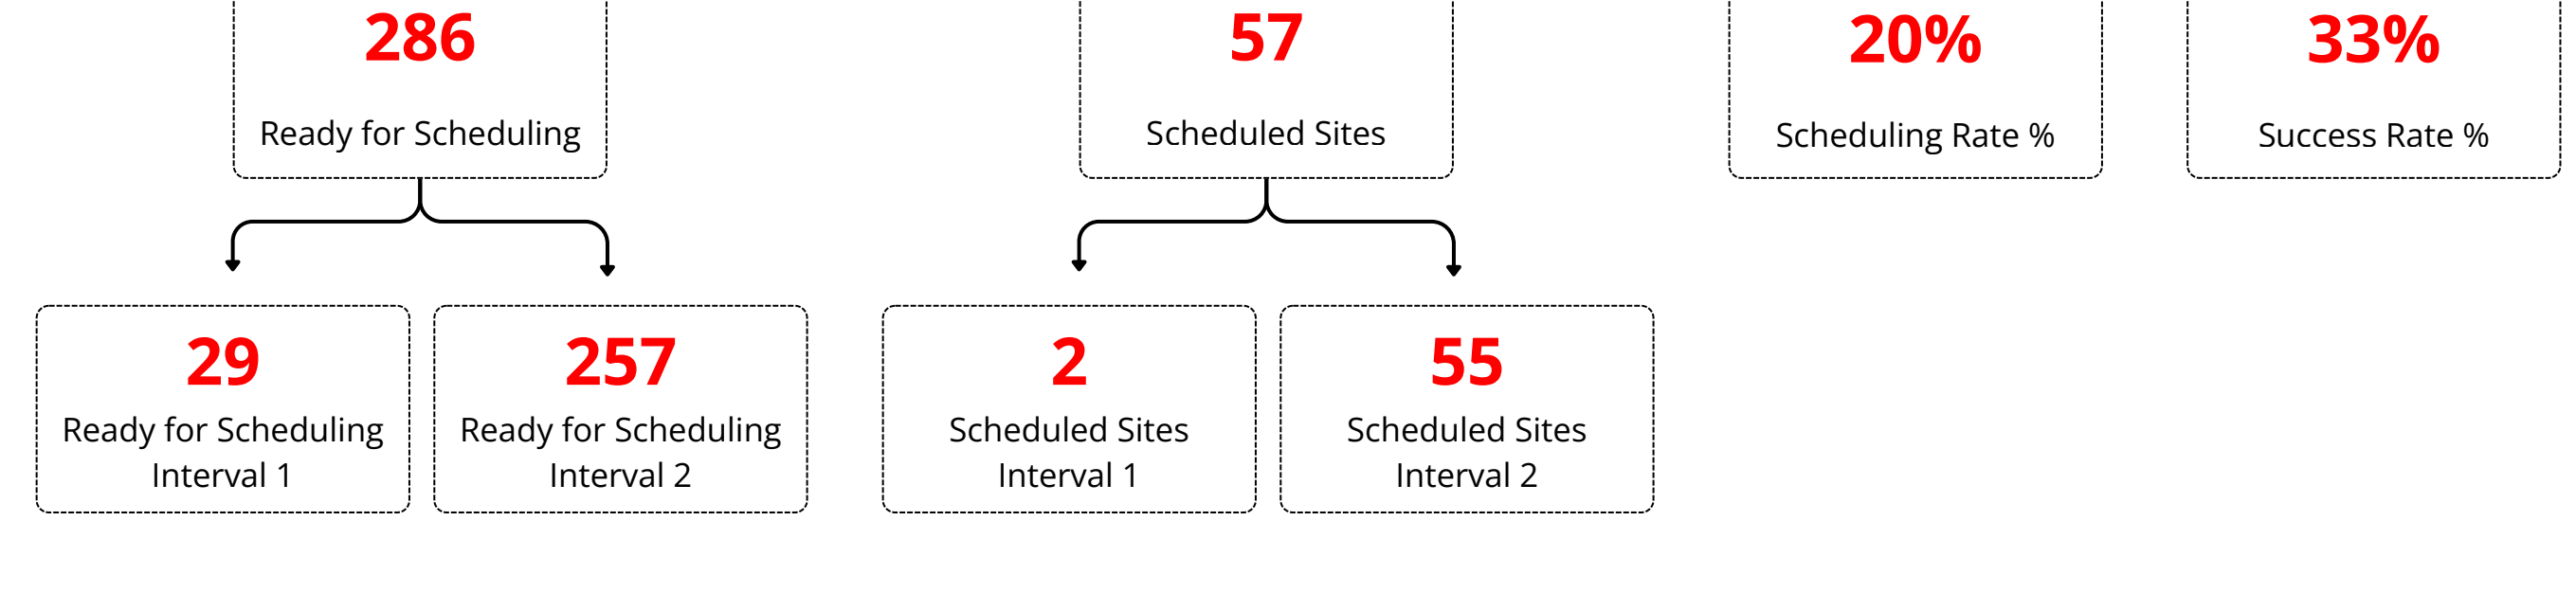 286
Ready for Scheduling
57
Scheduled Sites
20%
Scheduling Rate %
33%
Success Rate %
29
Ready for Scheduling
Interval 1
257
Ready for Scheduling
Interval 2
2
Scheduled Sites
Interval 1
55
Scheduled Sites
Interval 2